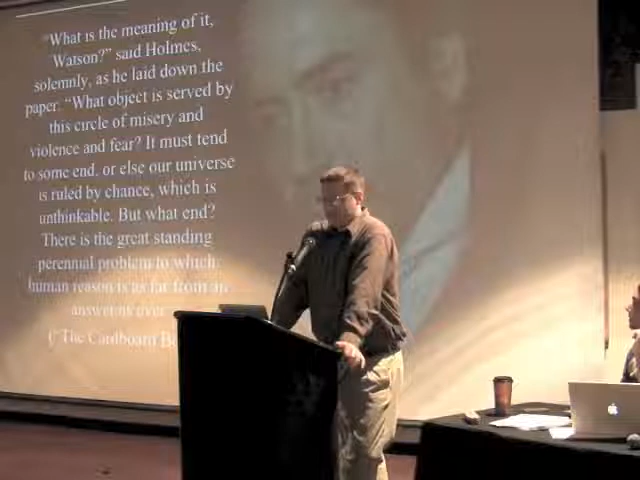 "What is the meaning of it,
Watson?" said Holmes,
solemnly, as he laid down the
paper. "What object is served by
this circle of misery and
violence and fear? It must tend
to some end, or else our universe
is ruled by chance, which is
unthinkable. But what end?
There is the great standing
perennial problem to which
human reason is as far from an
answer as ever
("The Cardboard B